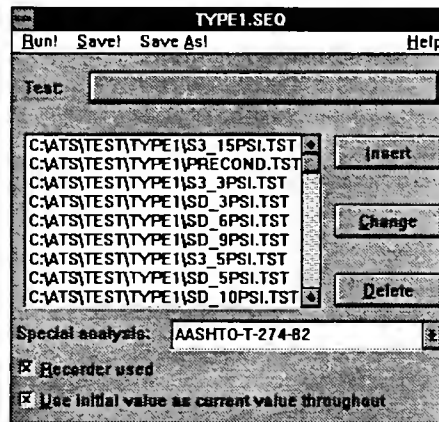 TYPE1.SEQ
Run! Save! Save As! Help
Test:
C:\ATS\TEST\TYPE1\S3_15PSI.TST
C:\ATS\TEST\TYPE1\PRECOND.TST
C:\ATS\TEST\TYPE1\S3_3PSI.TST
C:\ATS\TEST\TYPE1\SD_3PSI.TST
C:\ATS\TEST\TYPE1\SD_6PSI.TST
C:\ATS\TEST\TYPE1\SD_9PSI.TST
C:\ATS\TEST\TYPE1\S3_5PSI.TST
C:\ATS\TEST\TYPE1\SD_5PSI.TST
C:\ATS\TEST\TYPE1\SD_10PSI.TST
Insert
Change
Delete
Special analysis: AASHTO-T-274-82
Recorder used
Use initial value as current value throughout